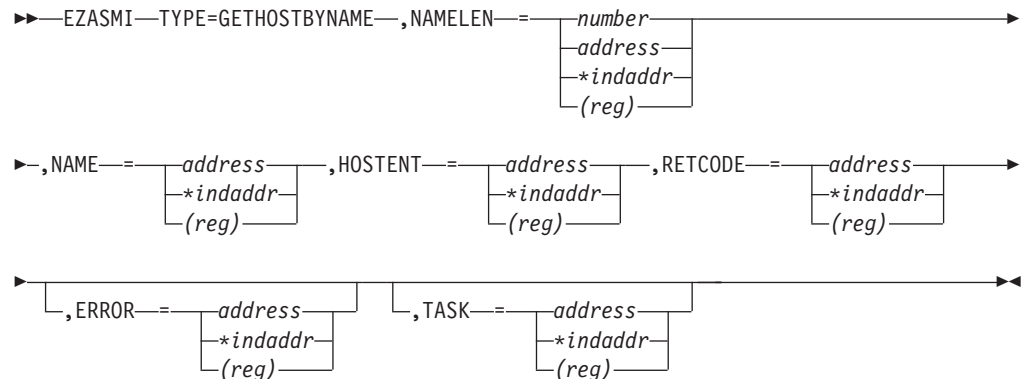 EZASMI TYPE=GETHOSTBYNAME ,NAMELEN = number
address
*indaddr
(reg)
,NAME = address ,HOSTENT = address ,RETCODE = address
*indaddr *indaddr *indaddr
(reg) (reg) (reg)
,ERROR = address ,TASK = address
*indaddr *indaddr
(reg) (reg)